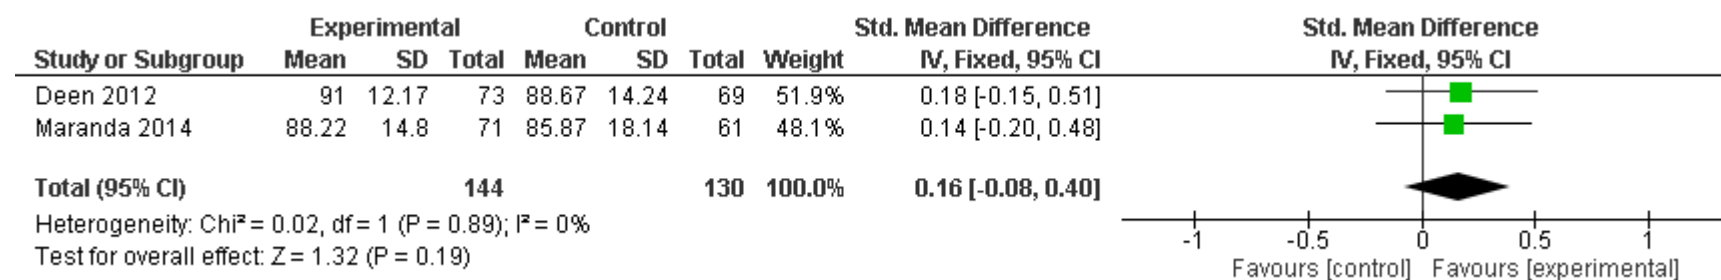 Experimental Control Std. Mean Difference Std. Mean Difference
Study or Subgroup Mean SD Total Mean SD Total Weight IV, Fixed, 95% CI IV, Fixed, 95% CI
Deen 2012 91 12.17 73 88.67 14.24 69 51.9% 0.18 [-0.15, 0.51]
Maranda 2014 88.22 14.8 71 85.87 18.14 61 48.1% 0.14 [-0.20, 0.48]
Total (95% CI) 144 130 100.0% 0.16 [-0.08, 0.40]
Heterogeneity: Chi² = 0.02, df = 1 (P = 0.89); I² = 0%
Test for overall effect: Z = 1.32 (P = 0.19)
-1 -0.5 0 0.5 1
Favours [control] Favours [experimental]